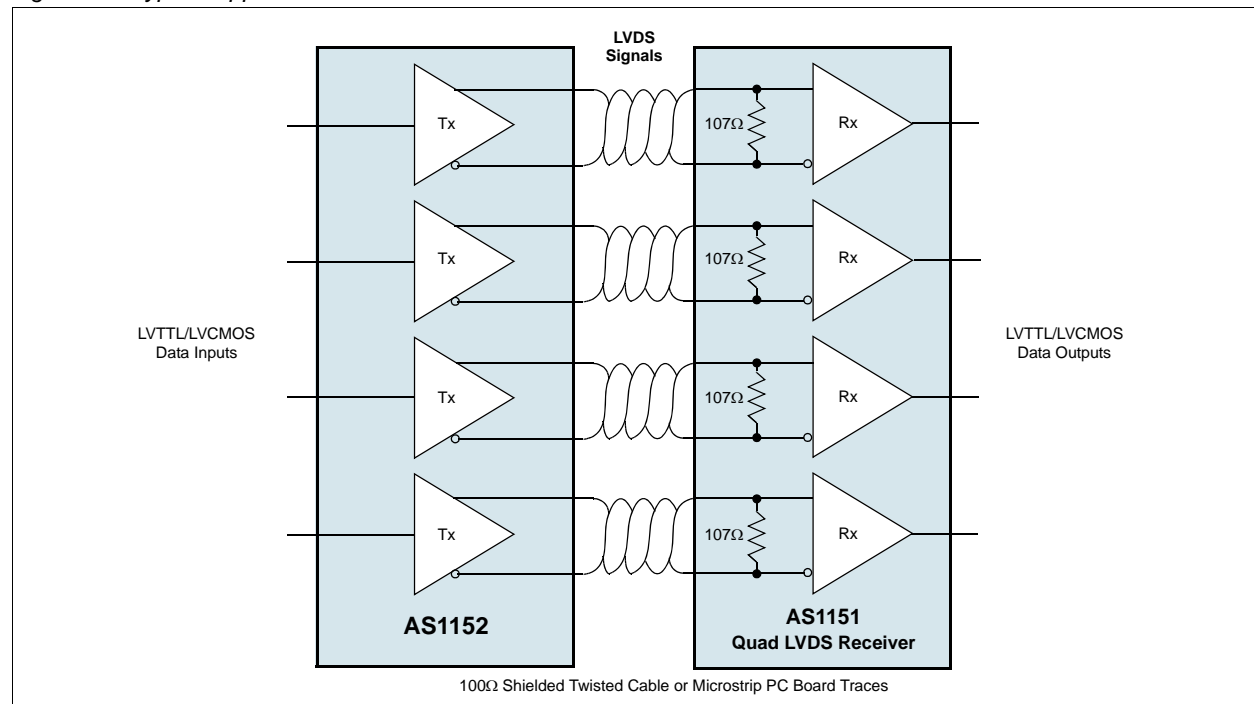 LVDS
Signals
Tx
107Ω
Rx
Tx
107Ω
Rx
LVTTL/LVCMOS
Data Inputs
LVTTL/LVCMOS
Data Outputs
Tx
107Ω
Rx
Tx
107Ω
Rx
AS1152
AS1151
Quad LVDS Receiver
100Ω Shielded Twisted Cable or Microstrip PC Board Traces